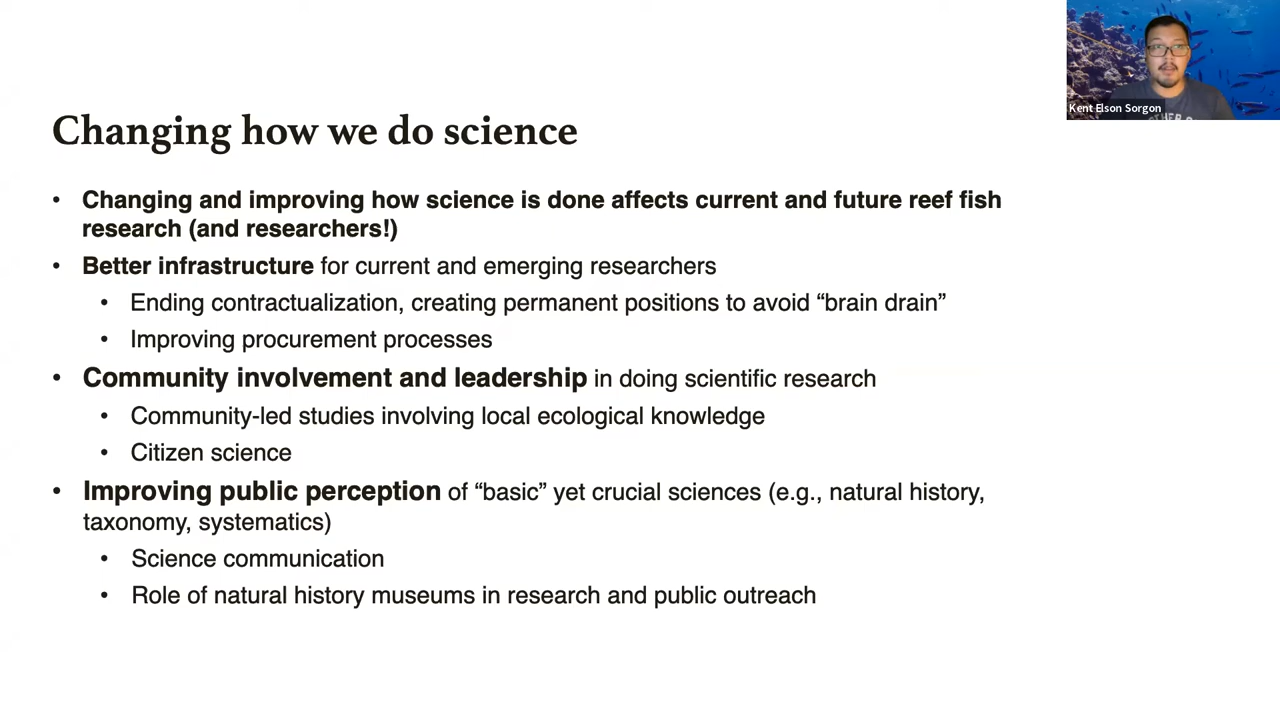 Kent Elson Sorgon
Changing how we do science
• Changing and improving how science is done affects current and future reef fish
research (and researchers!)
• Better infrastructure for current and emerging researchers
• Ending contractualization, creating permanent positions to avoid “brain drain”
• Improving procurement processes
• Community involvement and leadership in doing scientific research
• Community-led studies involving local ecological knowledge
• Citizen science
• Improving public perception of “basic” yet crucial sciences (e.g., natural history,
taxonomy, systematics)
• Science communication
• Role of natural history museums in research and public outreach